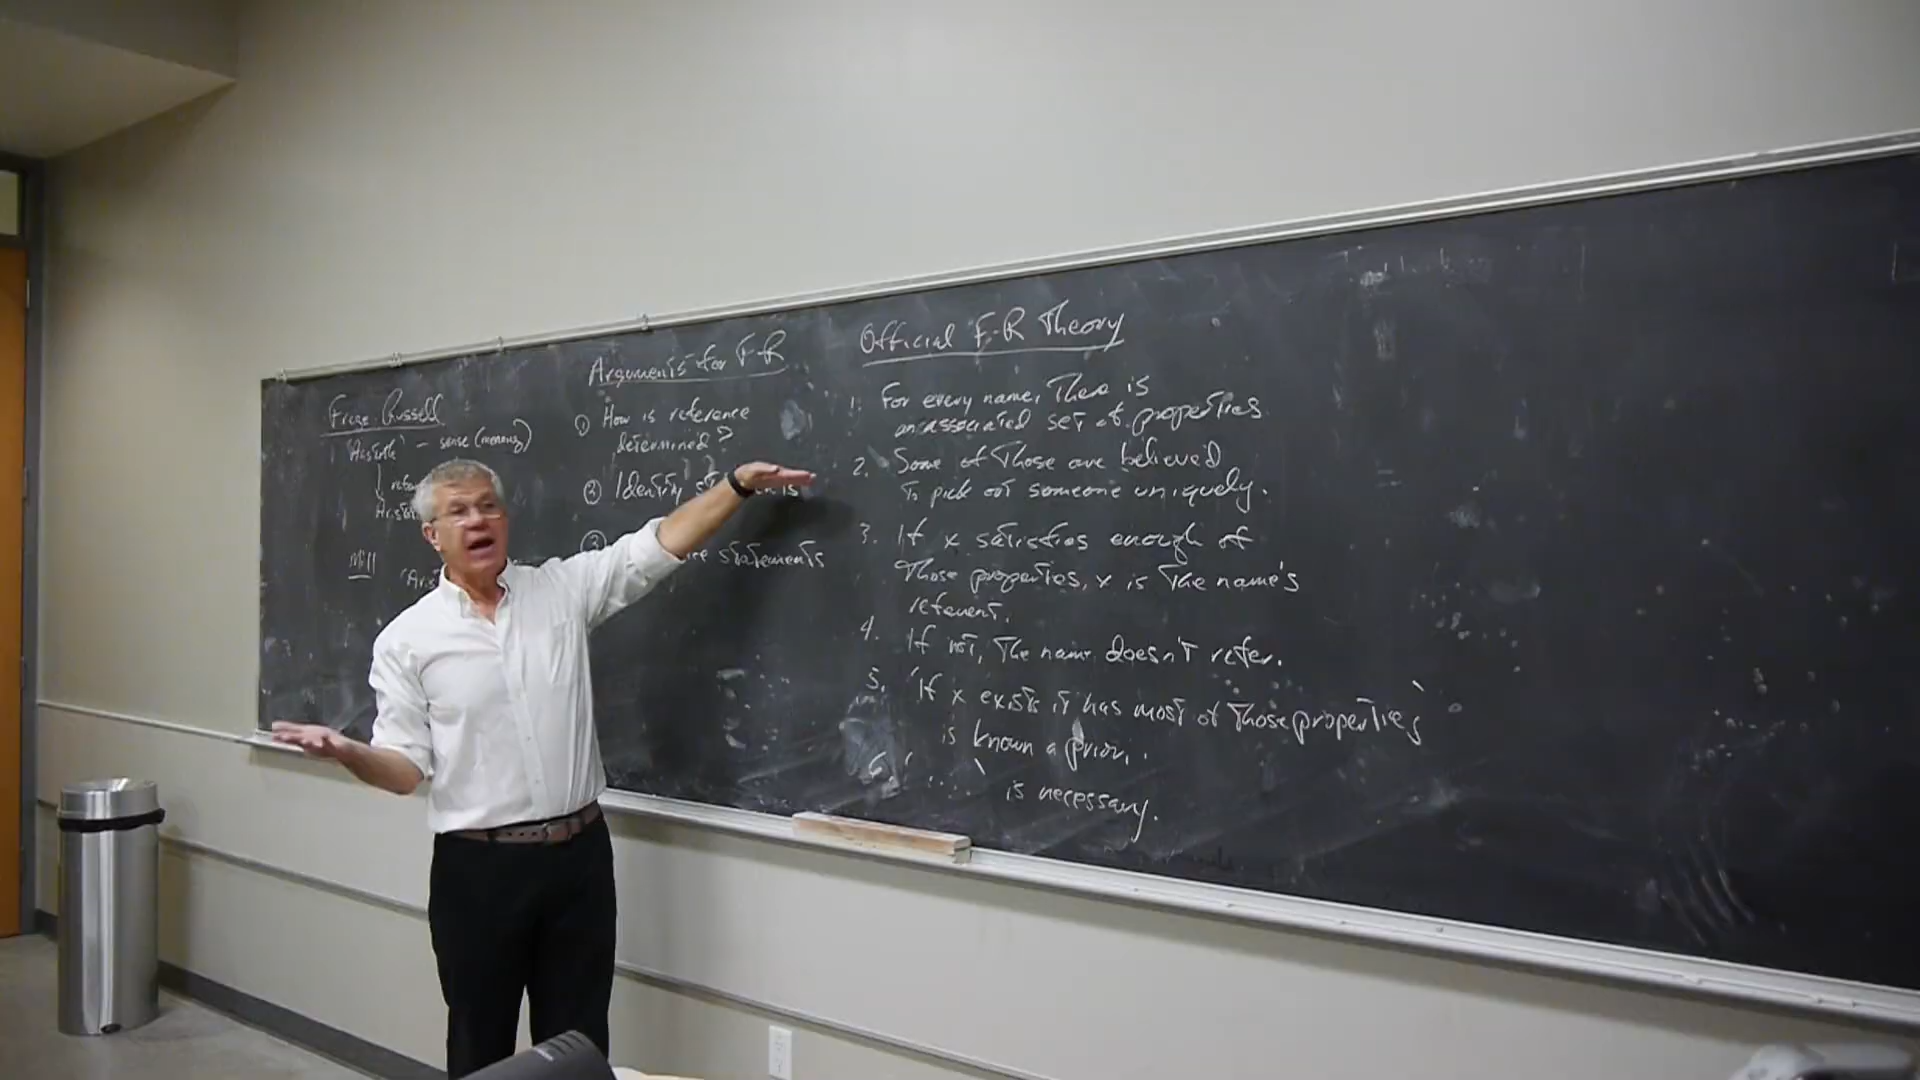 Frege-Russell
- sense (meaning)
Mill
Arguments for F-R
① How is reference
determined?
② Identity
③
statements
Official F-R Theory
1. For every name, There is
an associated set of properties
2. Some of Those are believed
To pick out someone uniquely.
3. If x satisfies enough of
Those properties, x is The name's
referent.
4. If not, The name doesn't refer.
5. 'If x exists it has most of Those properties'
is known a priori.
6. '....'
is necessary.